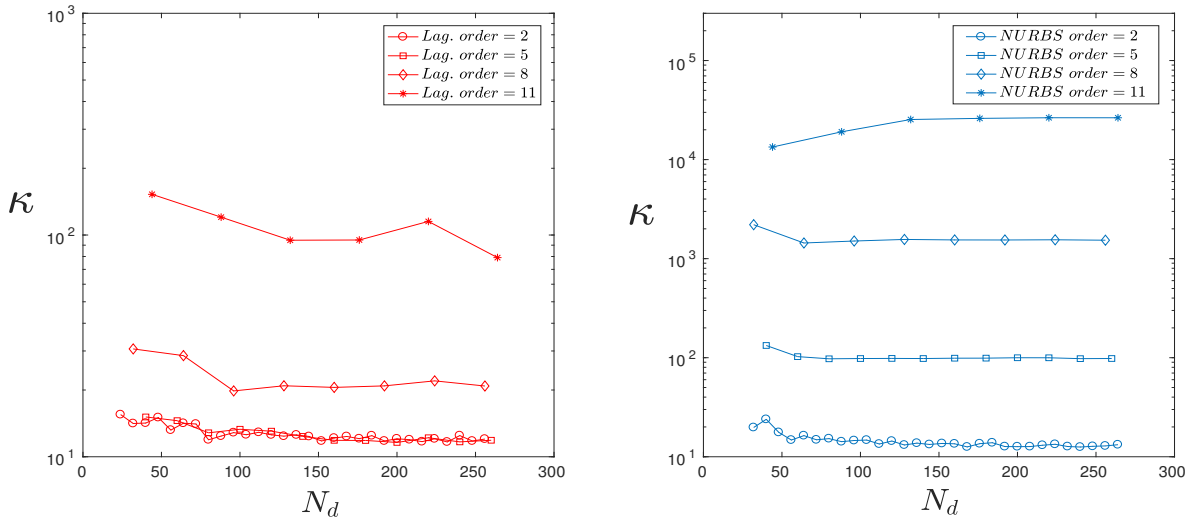 10^3
10^2
10^1
κ
0 50 100 150 200 250 300
N_d
Lag. order = 2
Lag. order = 5
Lag. order = 8
Lag. order = 11
10^5
10^4
10^3
10^2
10^1
κ
0 50 100 150 200 250 300
N_d
NURBS order = 2
NURBS order = 5
NURBS order = 8
NURBS order = 11